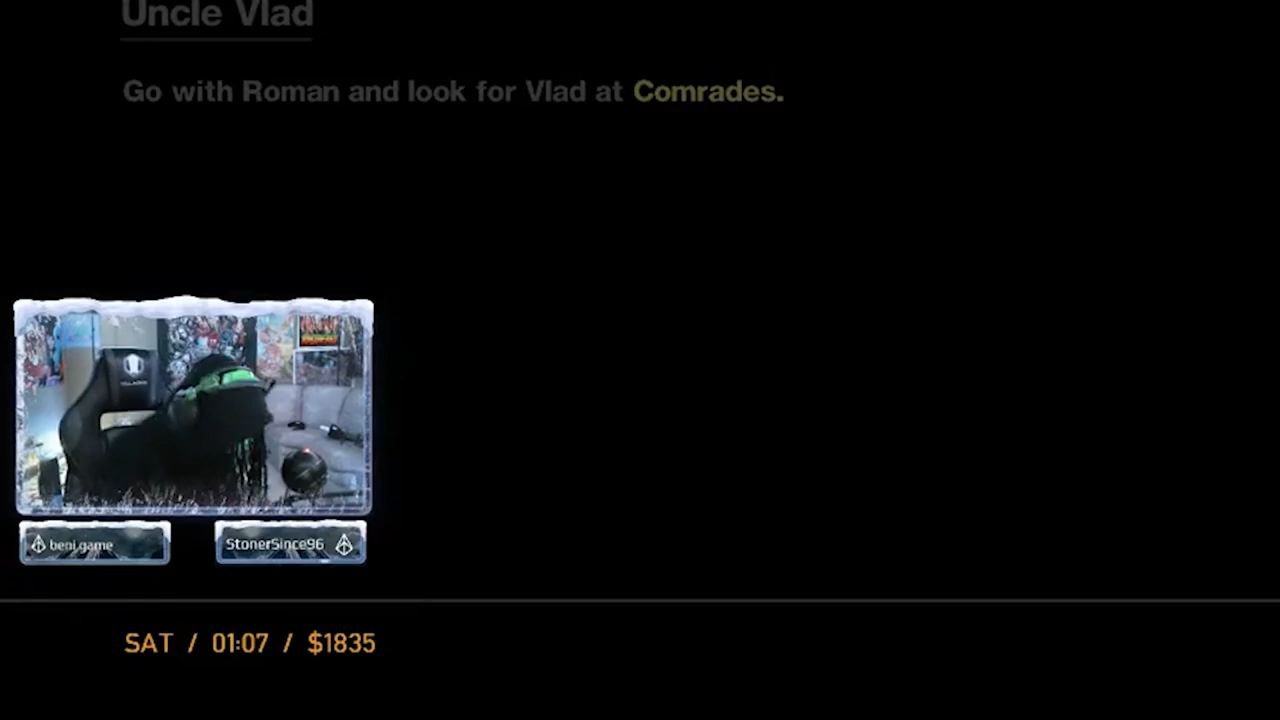 Uncle Vlad
Go with Roman and look for Vlad at Comrades.
beni.game
StonerSince96
SAT / 01:07 / $1835